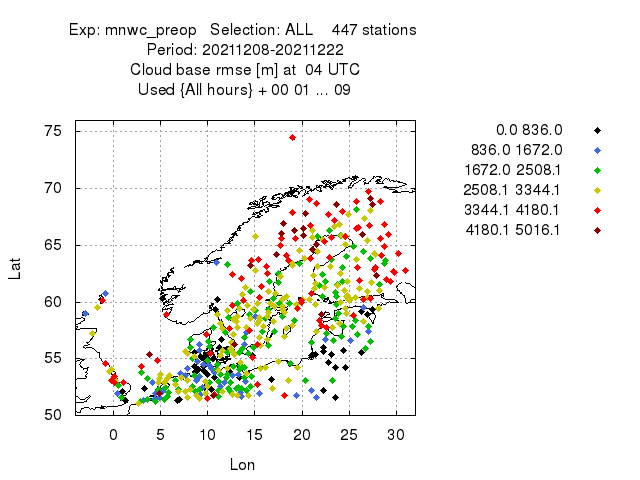 Exp: mnwc_preop   Selection: ALL    447 stations
Period: 20211208-20211222
Cloud base rmse [m] at  04 UTC
Used {All hours} + 00 01 ... 09
0.0 836.0
836.0 1672.0
1672.0 2508.1
2508.1 3344.1
3344.1 4180.1
4180.1 5016.1
75
70
65
60
55
50
Lat
0 5 10 15 20 25 30
Lon